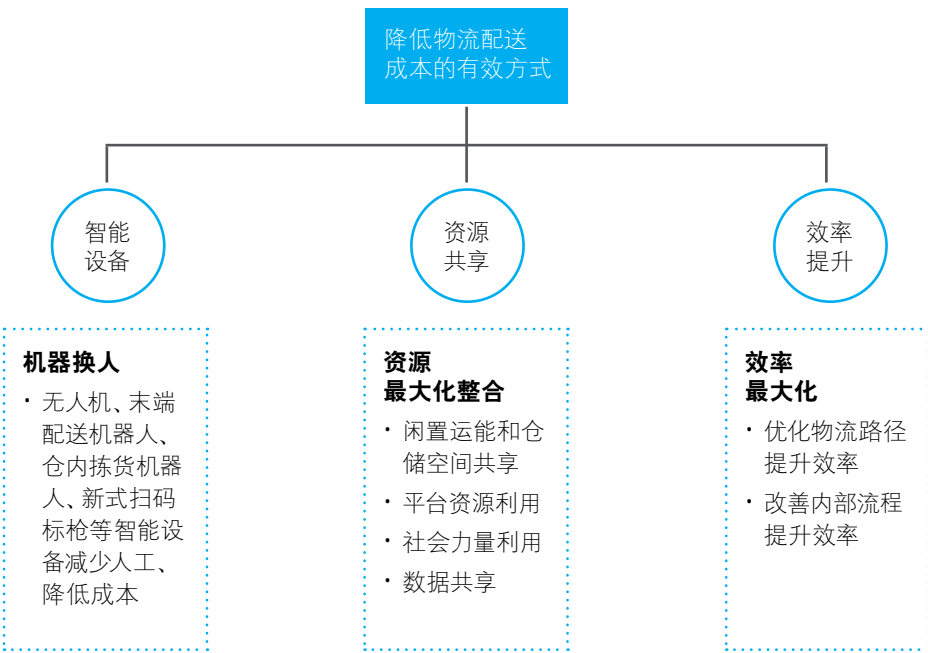 降低物流配送
成本的有效方式
智能
设备
资源
共享
效率
提升
机器换人
· 无人机、末端
配送机器人、
仓内拣货机器
人、新式扫码
标枪等智能设
备减少人工、
降低成本
资源
最大化整合
· 闲置运能和仓
储空间共享
· 平台资源利用
· 社会力量利用
· 数据共享
效率
最大化
· 优化物流路径
提升效率
· 改善内部流程
提升效率